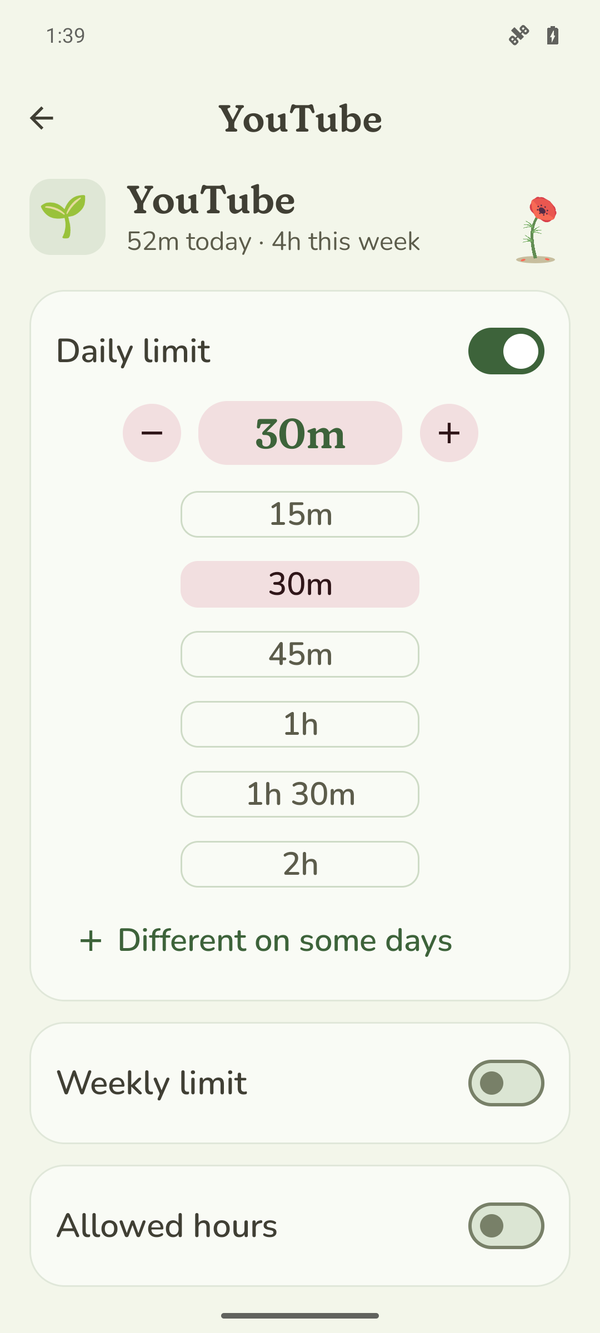 1:39
YouTube
YouTube
52m today · 4h this week
Daily limit
− 30m +
15m
30m
45m
1h
1h 30m
2h
+ Different on some days
Weekly limit
Allowed hours